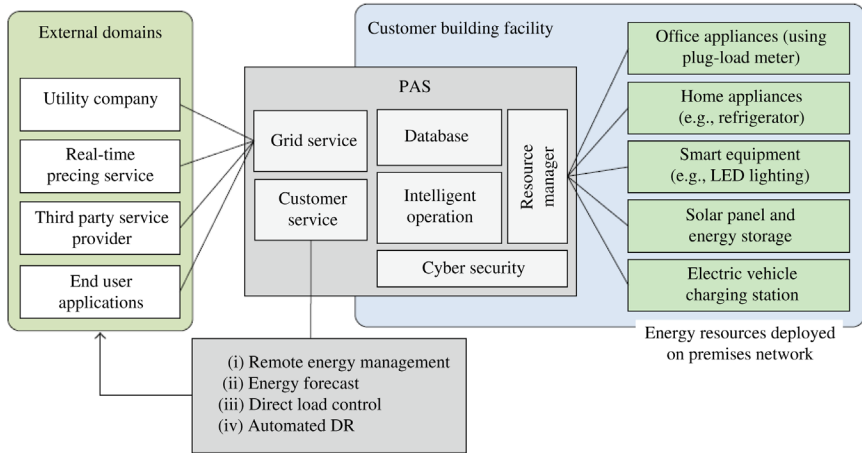 External domains
Utility company
Real-time
precing service
Third party service
provider
End user
applications
Customer building facility
PAS
Grid service
Customer
service
Database
Intelligent
operation
Resource
manager
Cyber security
Office appliances (using
plug-load meter)
Home appliances
(e.g., refrigerator)
Smart equipment
(e.g., LED lighting)
Solar panel and
energy storage
Electric vehicle
charging station
Energy resources deployed
on premises network
(i) Remote energy management
(ii) Energy forecast
(iii) Direct load control
(iv) Automated DR